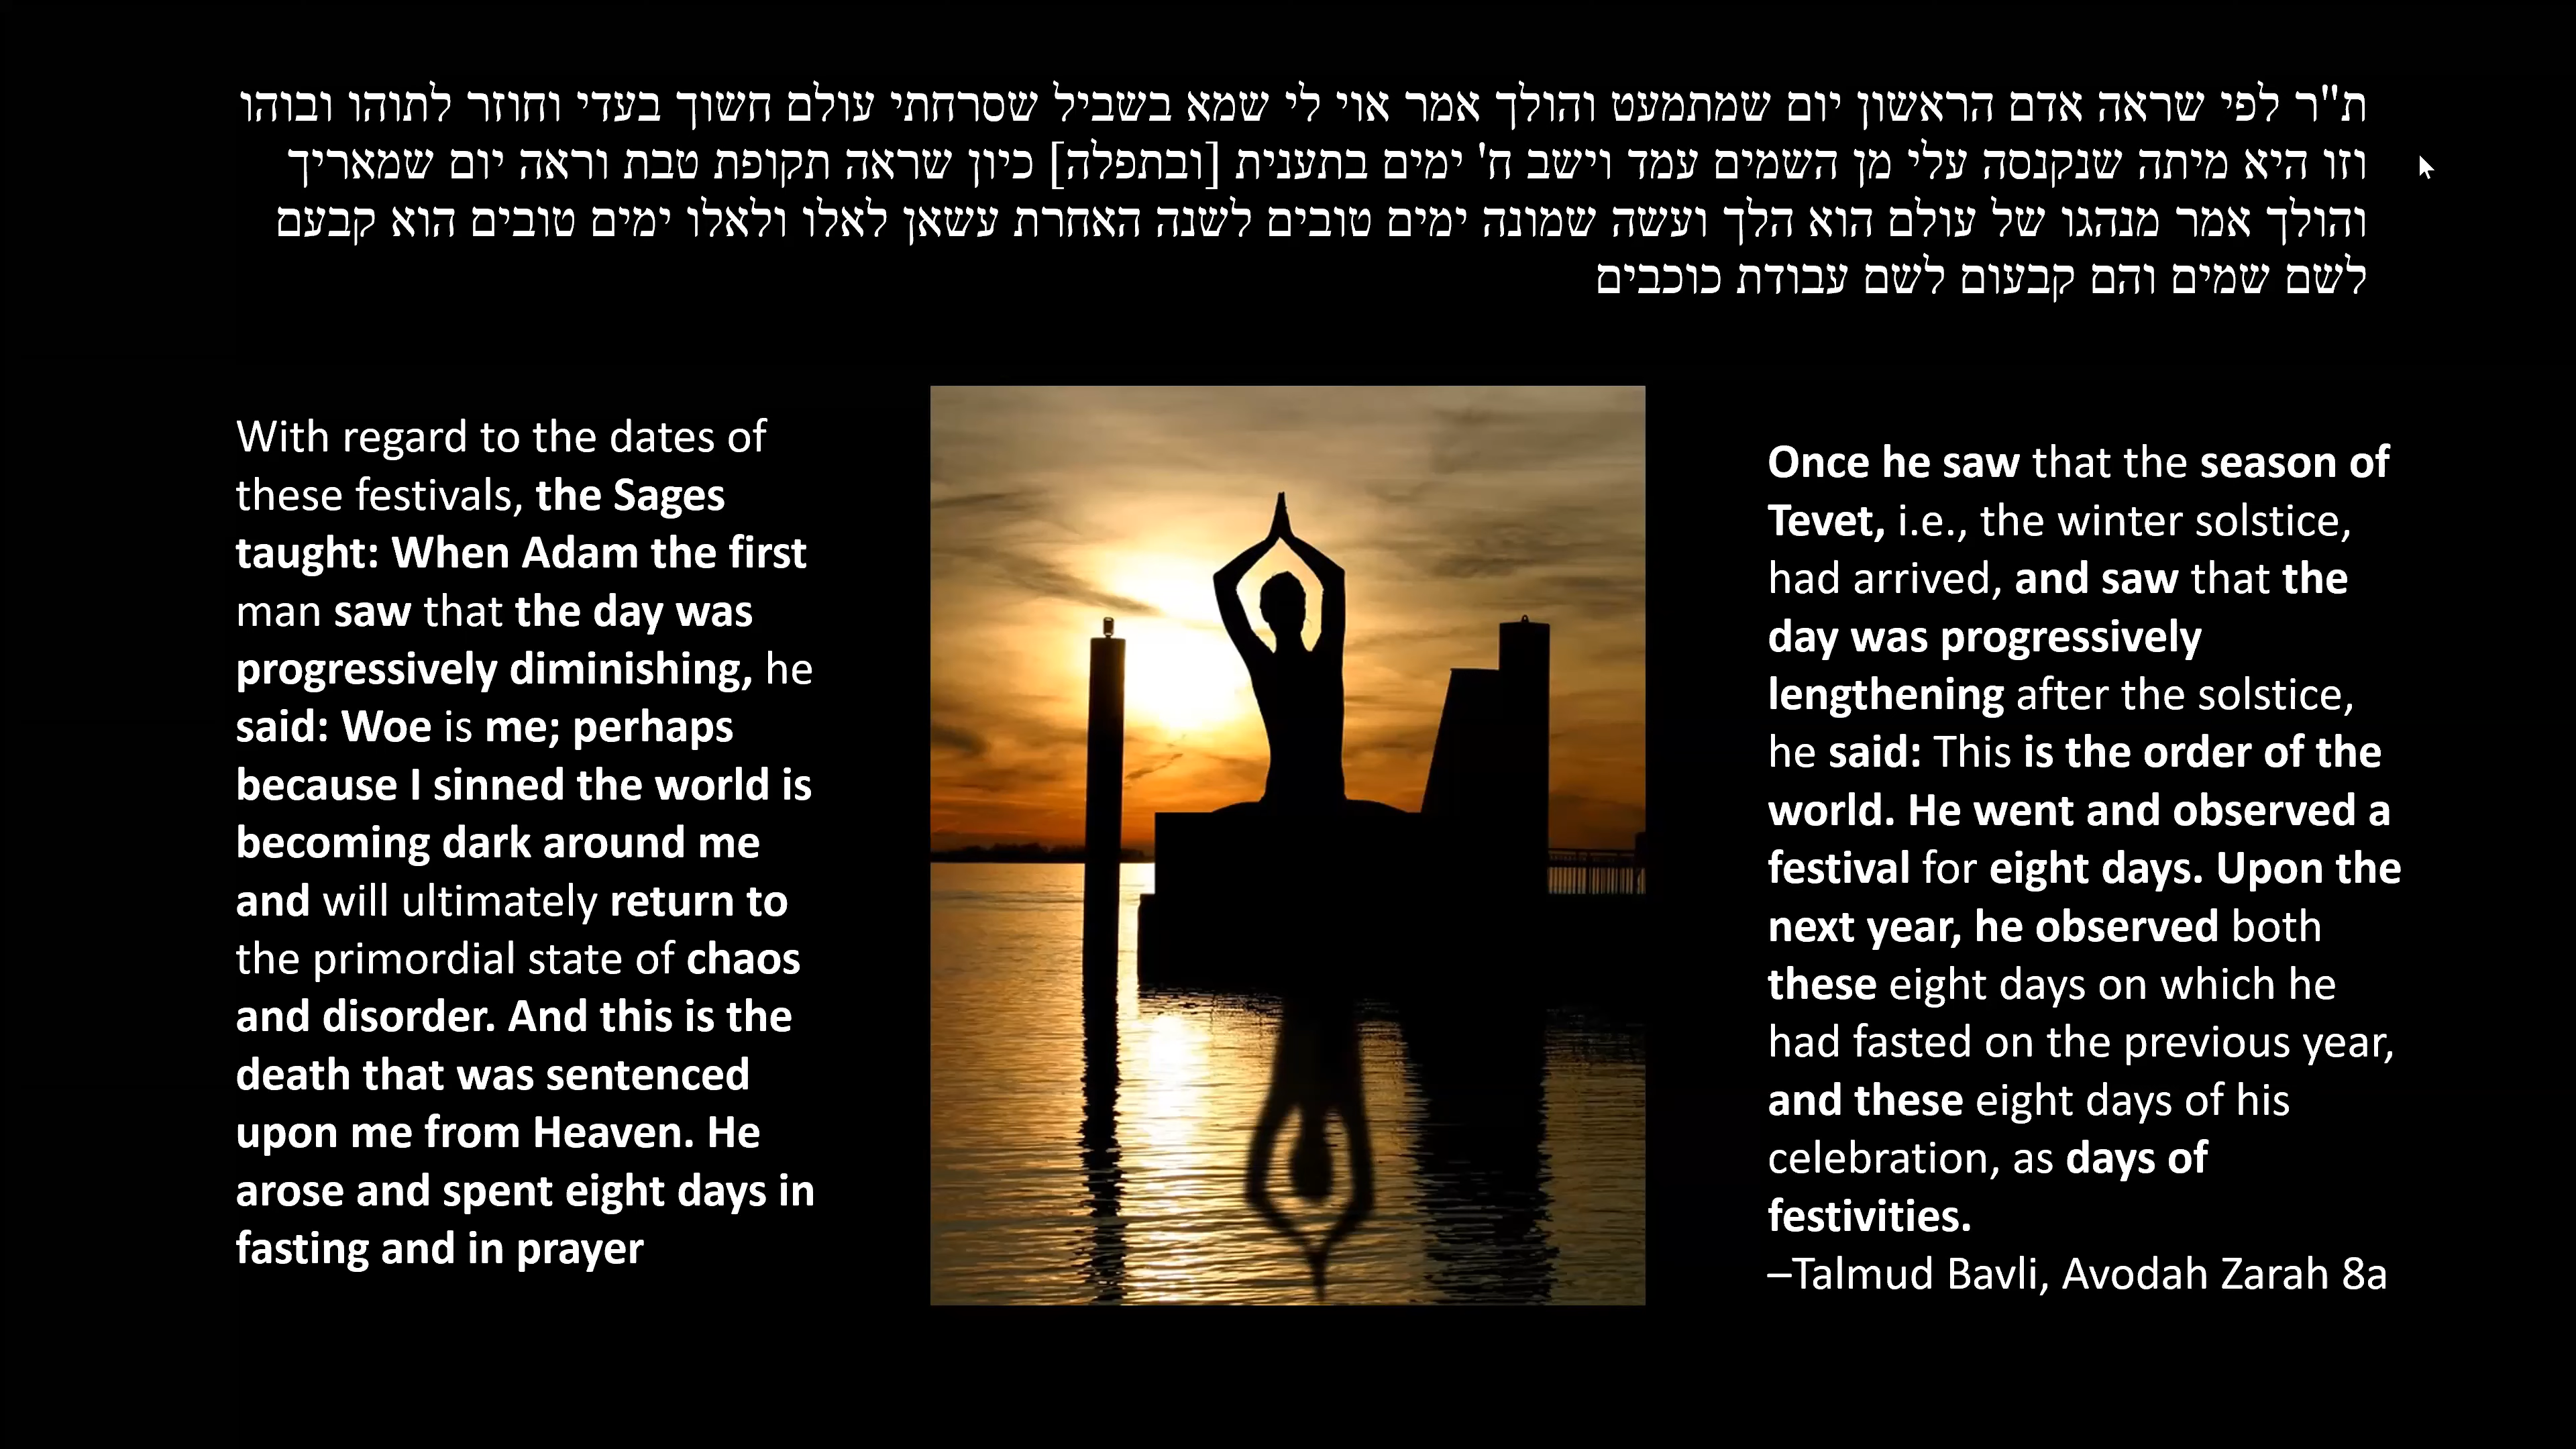 ת"ר לפי שראה אדם הראשון יום שמתמעט והולך אמר אוי לי שמא בשביל שסרחתי עולם חשוך בעדי וחוזר לתוהו ובוהו
וזו היא מיתה שנקנסה עלי מן השמים עמד וישב ח' ימים בתענית [ובתפלה] כיון שראה תקופת טבת וראה יום שמאריך
והולך אמר מנהגו של עולם הוא הלך ועשה שמונה ימים טובים לשנה האחרת עשאן לאלו ולאלו ימים טובים הוא קבעם
לשם שמים והם קבעום לשם עבודת כוכבים
With regard to the dates of
these festivals, the Sages
taught: When Adam the first
man saw that the day was
progressively diminishing, he
said: Woe is me; perhaps
because I sinned the world is
becoming dark around me
and will ultimately return to
the primordial state of chaos
and disorder. And this is the
death that was sentenced
upon me from Heaven. He
arose and spent eight days in
fasting and in prayer
Once he saw that the season of
Tevet, i.e., the winter solstice,
had arrived, and saw that the
day was progressively
lengthening after the solstice,
he said: This is the order of the
world. He went and observed a
festival for eight days. Upon the
next year, he observed both
these eight days on which he
had fasted on the previous year,
and these eight days of his
celebration, as days of
festivities.
–Talmud Bavli, Avodah Zarah 8a